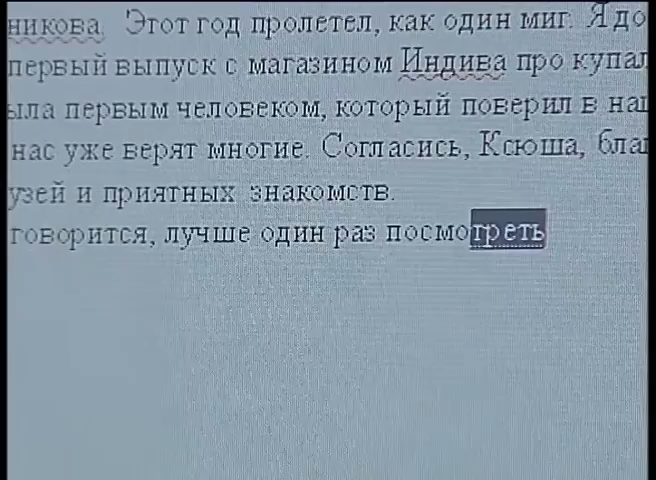 никова. Этот год пролетел, как один миг. Я до
первый выпуск с магазином Индива про купал
ыла первым человеком, который поверил в на
нас уже верят многие. Согласись, Ксюша, бла
узей и приятных знакомств.
говорится, лучше один раз посмотреть